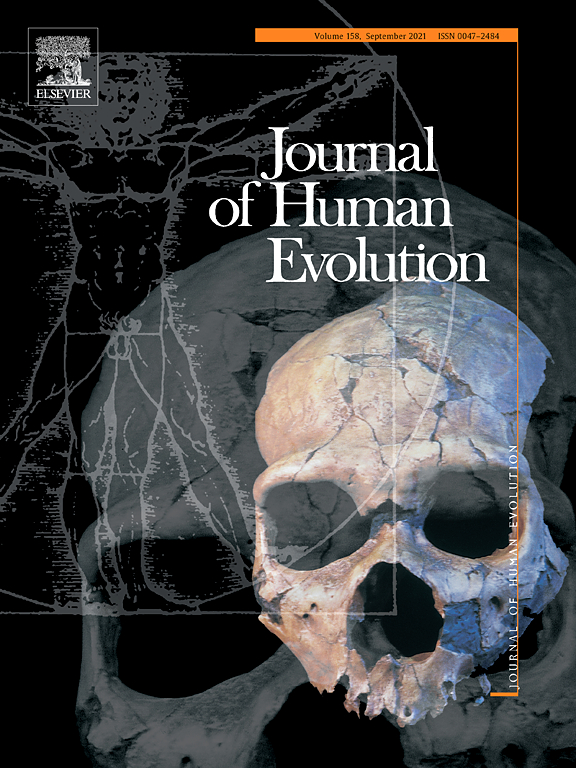 Volume 158, September 2021 ISSN 0047-2484
ELSEVIER
Journal
of Human
Evolution
JOURNAL OF HUMAN EVOLUTION